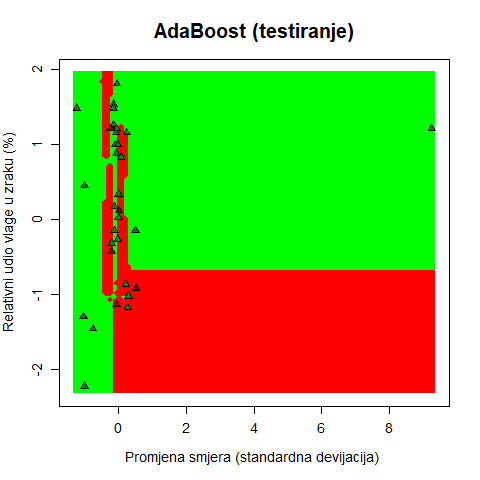 AdaBoost (testiranje)
Relativni udio vlage u zraku (%)
2
1
0
-1
-2
0 2 4 6 8
Promjena smjera (standardna devijacija)